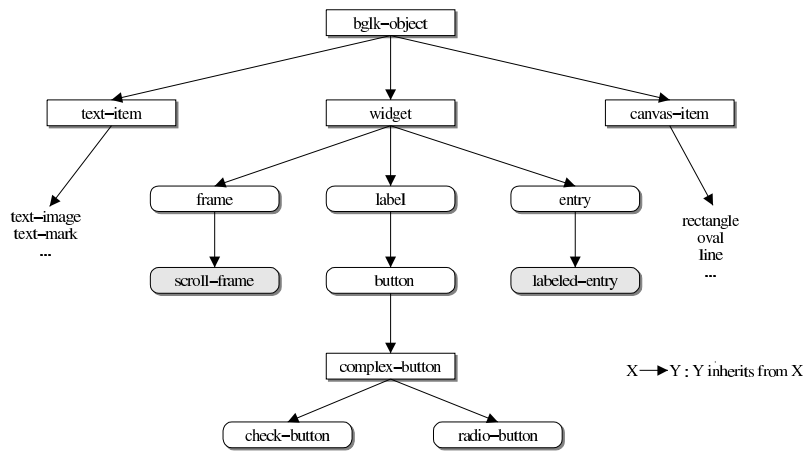 bglk-object
text-item
widget
canvas-item
frame
label
entry
text-image
text-mark
...
rectangle
oval
line
...
scroll-frame
button
labeled-entry
complex-button
X → Y : Y inherits from X
check-button
radio-button